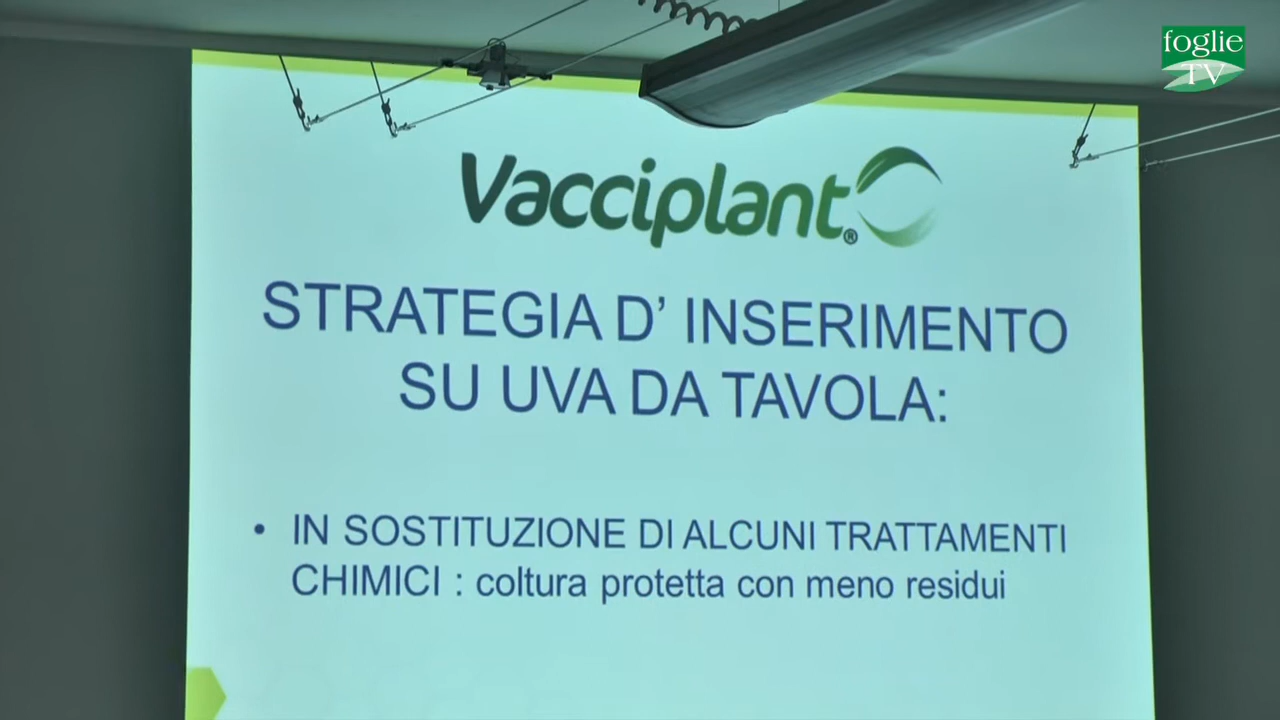 foglie
TV
Vacciplant®
STRATEGIA D' INSERIMENTO
SU UVA DA TAVOLA:
• IN SOSTITUZIONE DI ALCUNI TRATTAMENTI
CHIMICI : coltura protetta con meno residui